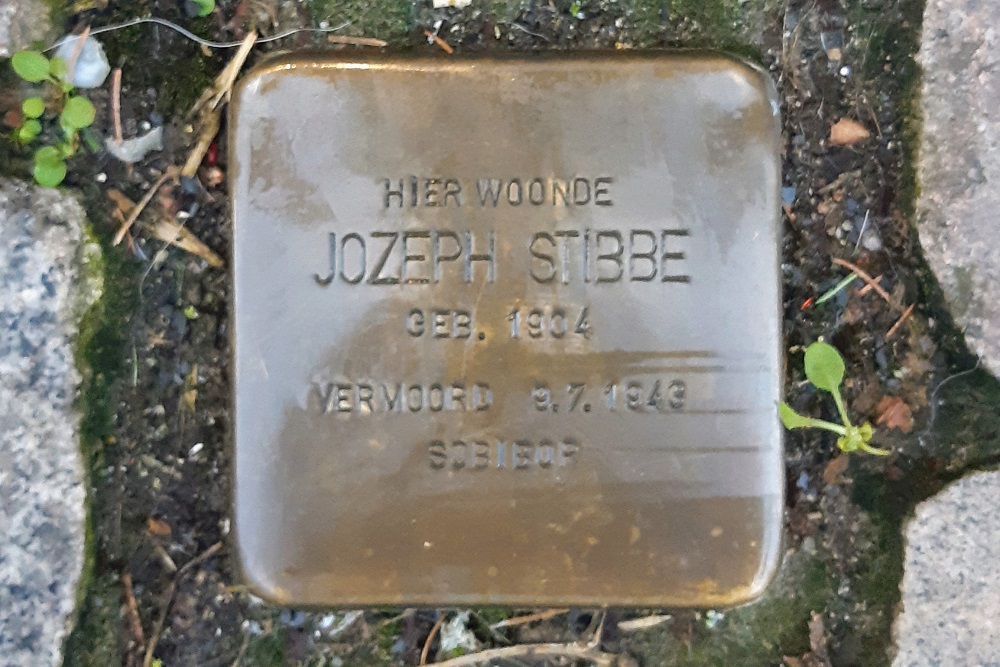 HIER WOONDE
JOZEPH STIBBE
GEB. 1904
VERMOORD 9.7.1943
SOBIBOR